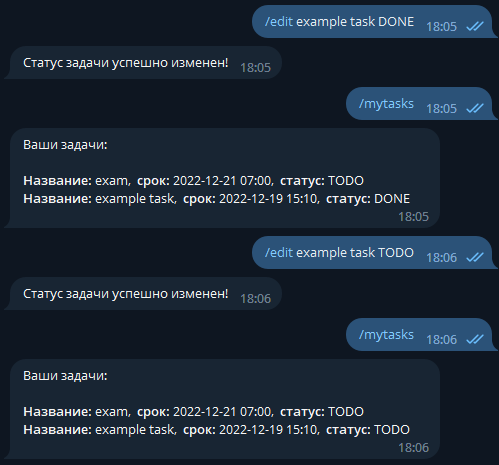 /edit example task DONE 18:05
Статус задачи успешно изменен! 18:05
/mytasks 18:05
Ваши задачи:
Название: exam, срок: 2022-12-21 07:00, статус: TODO
Название: example task, срок: 2022-12-19 15:10, статус: DONE
18:05
/edit example task TODO 18:06
Статус задачи успешно изменен! 18:06
/mytasks 18:06
Ваши задачи:
Название: exam, срок: 2022-12-21 07:00, статус: TODO
Название: example task, срок: 2022-12-19 15:10, статус: TODO
18:06